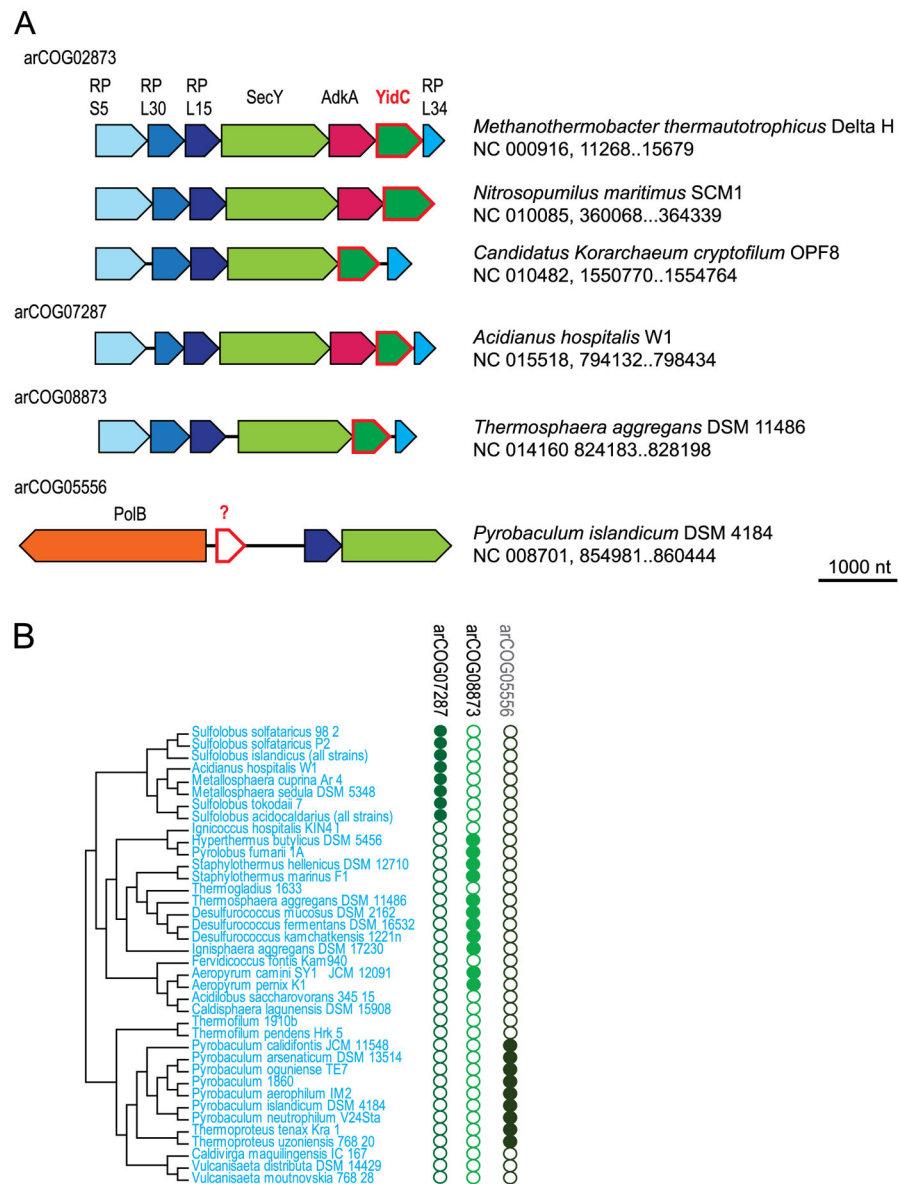 A
arCOG02873
RP S5
RP L30
RP L15
SecY
AdkA
YidC
RP L34
Methanothermobacter thermautotrophicus Delta H
NC 000916, 11268..15679
Nitrosopumilus maritimus SCM1
NC 010085, 360068...364339
Candidatus Korarchaeum cryptofilum OPF8
NC 010482, 1550770..1554764
arCOG07287
Acidianus hospitalis W1
NC 015518, 794132..798434
arCOG08873
Thermosphaera aggregans DSM 11486
NC 014160 824183..828198
arCOG05556
PolB
?
Pyrobaculum islandicum DSM 4184
NC 008701, 854981..860444
1000 nt
B
arCOG07287
arCOG08873
arCOG05556
Sulfolobus solfataricus 98 2
Sulfolobus solfataricus P2
Sulfolobus islandicus (all strains)
Acidianus hospitalis W1
Metallosphaera cuprina Ar 4
Metallosphaera sedula DSM 5348
Sulfolobus tokodaii 7
Sulfolobus acidocaldarius (all strains)
Ignicoccus hospitalis KIN4 I
Hyperthermus butylicus DSM 5456
Pyrolobus fumarii 1A
Staphylothermus hellenicus DSM 12710
Staphylothermus marinus F1
Thermogladius 1633
Thermosphaera aggregans DSM 11486
Desulfurococcus mucosus DSM 2162
Desulfurococcus fermentans DSM 16532
Desulfurococcus kamchatkensis 1221n
Ignisphaera aggregans DSM 17230
Fervidicoccus fontis Kam940
Aeropyrum camini SY1 JCM 12091
Aeropyrum pernix K1
Acidilobus saccharovorans 345 15
Caldisphaera lagunensis DSM 15908
Thermofilum 1910b
Thermofilum pendens Hrk 5
Pyrobaculum calidifontis JCM 11548
Pyrobaculum arsenaticum DSM 13514
Pyrobaculum oguniense TE7
Pyrobaculum 1860
Pyrobaculum aerophilum IM2
Pyrobaculum islandicum DSM 4184
Pyrobaculum neutrophilum V24Sta
Thermoproteus tenax Kra 1
Thermoproteus uzoniensis 768 20
Caldivirga maquilingensis IC 167
Vulcanisaeta distributa DSM 14429
Vulcanisaeta moutnovskia 768 28